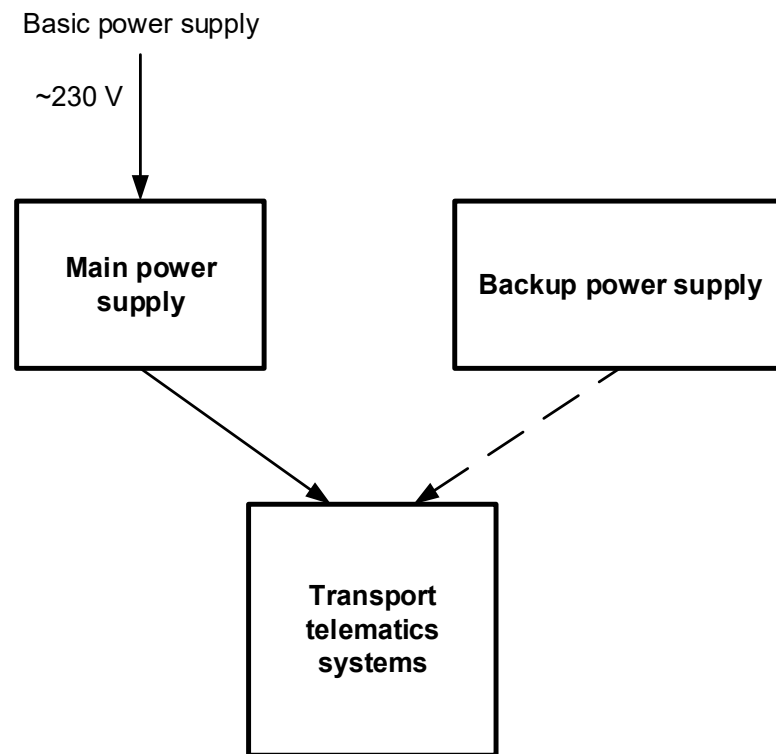 Basic power supply
~230 V
Main power
supply
Backup power supply
Transport
telematics
systems